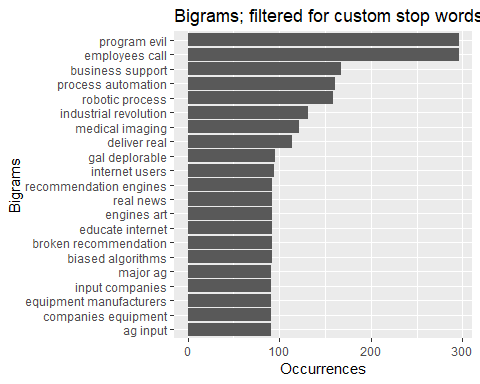 Bigrams; filtered for custom stop words
program evil
employees call
business support
process automation
robotic process
industrial revolution
medical imaging
deliver real
gal deplorable
internet users
recommendation engines
real news
engines art
educate internet
broken recommendation
biased algorithms
major ag
input companies
equipment manufacturers
companies equipment
ag input
Bigrams
0 100 200 300
Occurrences